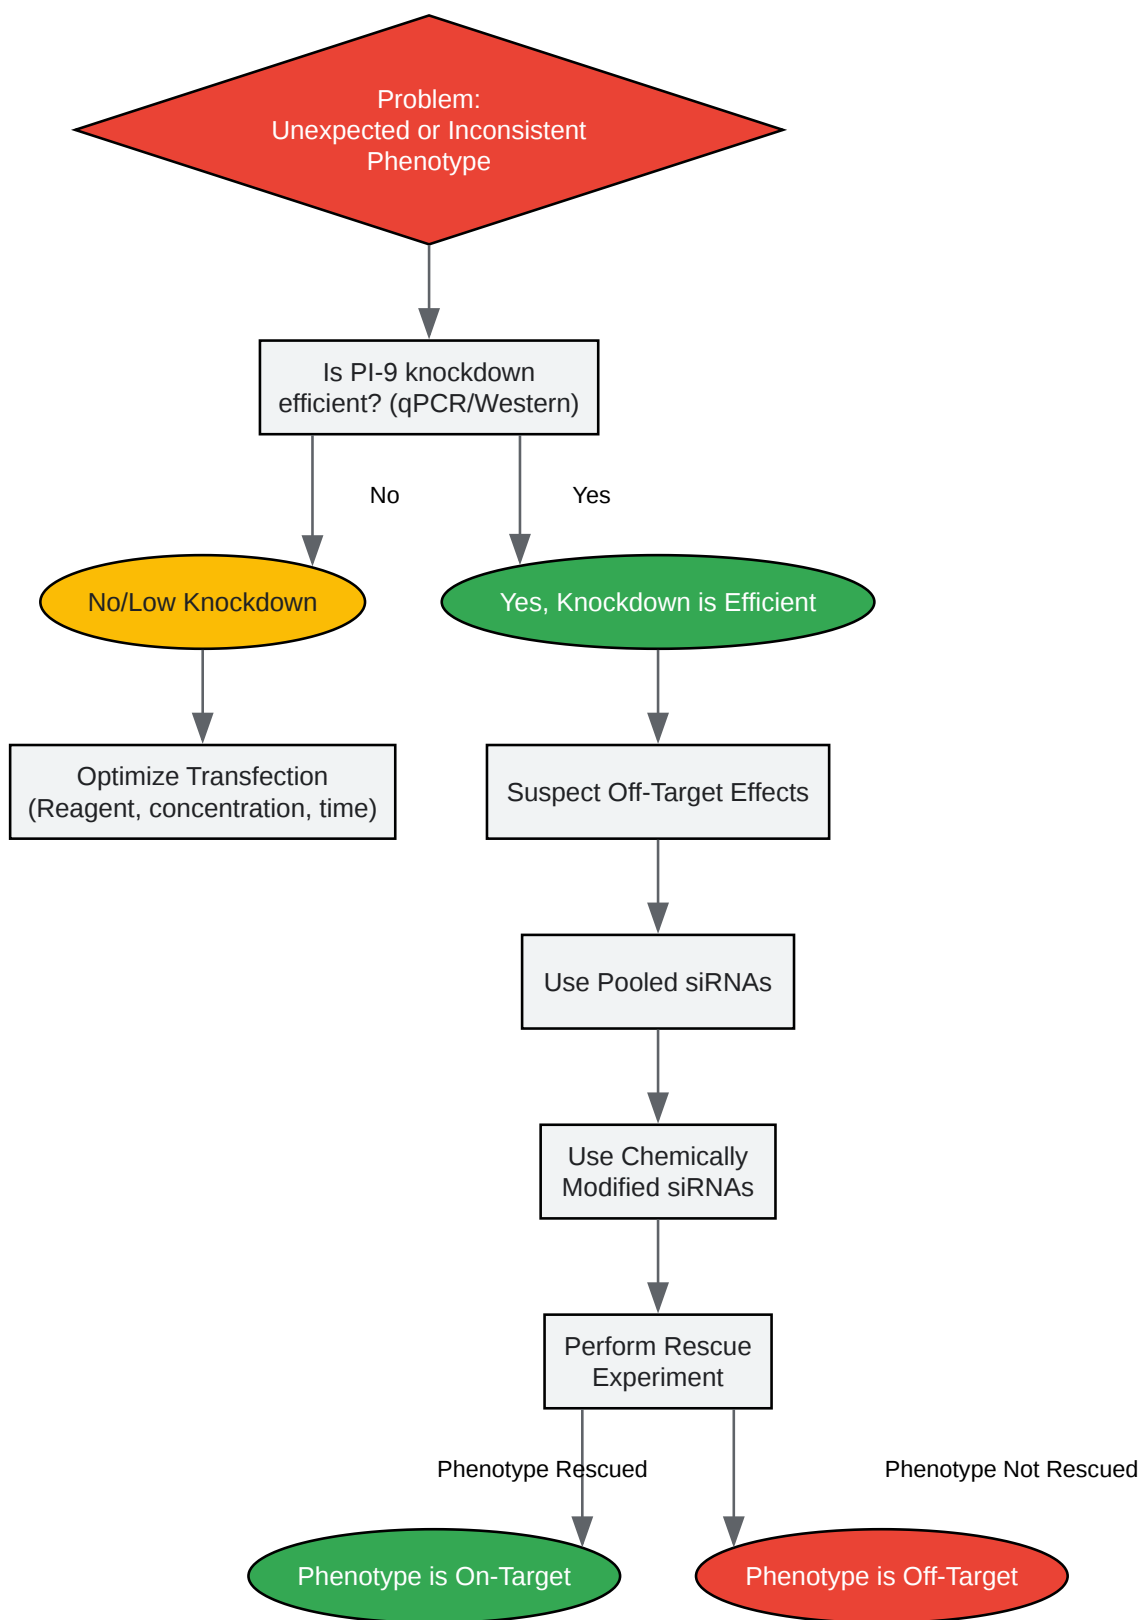 Problem:
Unexpected or Inconsistent
Phenotype
Is PI-9 knockdown
efficient? (qPCR/Western)
No
Yes
No/Low Knockdown
Yes, Knockdown is Efficient
Optimize Transfection
(Reagent, concentration, time)
Suspect Off-Target Effects
Use Pooled siRNAs
Use Chemically
Modified siRNAs
Perform Rescue
Experiment
Phenotype Rescued
Phenotype Not Rescued
Phenotype is On-Target
Phenotype is Off-Target